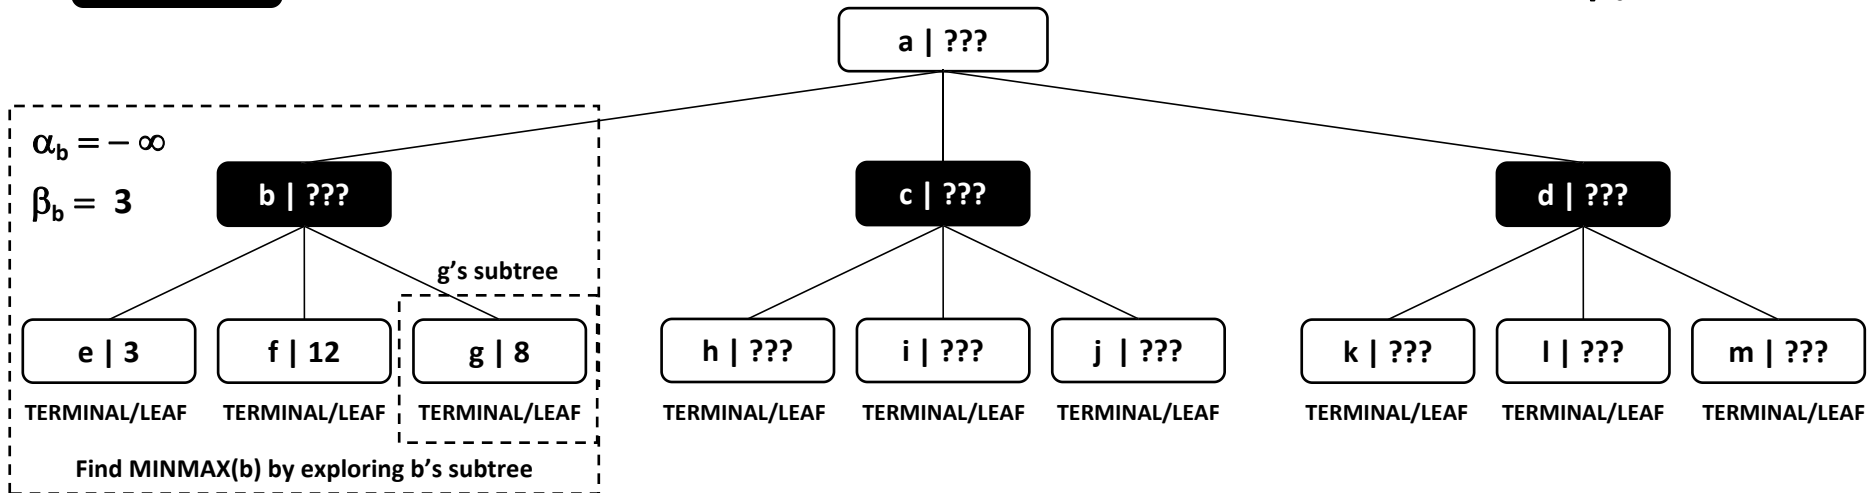 a | ???
α_b = – ∞
β_b = 3
b | ???
c | ???
d | ???
g's subtree
e | 3
f | 12
g | 8
h | ???
i | ???
j | ???
k | ???
l | ???
m | ???
TERMINAL/LEAF
TERMINAL/LEAF
TERMINAL/LEAF
TERMINAL/LEAF
TERMINAL/LEAF
TERMINAL/LEAF
TERMINAL/LEAF
TERMINAL/LEAF
TERMINAL/LEAF
Find MINMAX(b) by exploring b's subtree